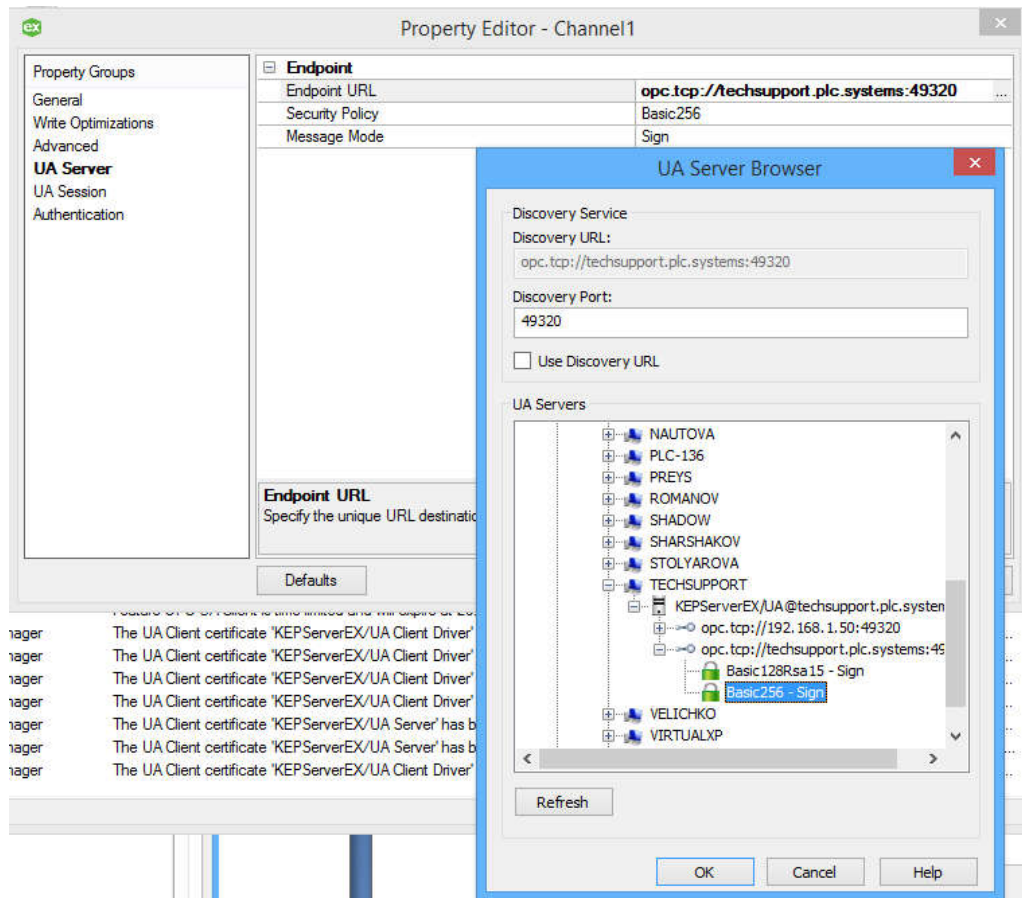 ex
Property Editor - Channel1
Property Groups
General
Write Optimizations
Advanced
UA Server
UA Session
Authentication
Endpoint
Endpoint URL opc.tcp://techsupport.plc.systems:49320 ...
Security Policy Basic256
Message Mode Sign
Endpoint URL
Specify the unique URL destinatio
Defaults
UA Server Browser
Discovery Service
Discovery URL:
opc.tcp://techsupport.plc.systems:49320
Discovery Port:
49320
Use Discovery URL
UA Servers
NAUTOVA
PLC-136
PREYS
ROMANOV
SHADOW
SHARSHAKOV
STOLYAROVA
TECHSUPPORT
KEPServerEX/UA@techsupport.plc.system
opc.tcp://192.168.1.50:49320
opc.tcp://techsupport.plc.systems:49
Basic128Rsa15 - Sign
Basic256 - Sign
VELICHKO
VIRTUALXP
Refresh
OK Cancel Help
nager The UA Client certificate 'KEPServerEX/UA Client Driver'
nager The UA Client certificate 'KEPServerEX/UA Client Driver'
nager The UA Client certificate 'KEPServerEX/UA Client Driver'
nager The UA Client certificate 'KEPServerEX/UA Client Driver'
nager The UA Client certificate 'KEPServerEX/UA Server' has b
nager The UA Client certificate 'KEPServerEX/UA Server' has b
nager The UA Client certificate 'KEPServerEX/UA Client Driver'